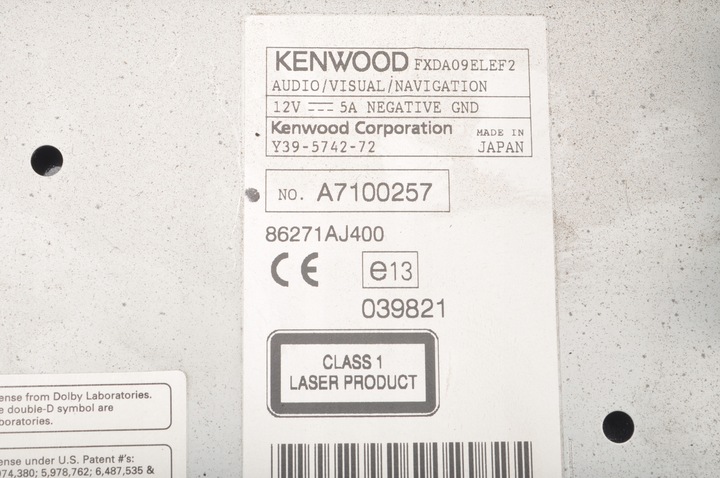 KENWOOD FXDA09ELEF2
AUDIO/VISUAL/NAVIGATION
12V 5A NEGATIVE GND
Kenwood Corporation MADE IN
Y39-5742-72 JAPAN
NO. A7100257
86271AJ400
CE e13
039821
CLASS 1
LASER PRODUCT
ense from Dolby Laboratories.
e double-D symbol are
boratories.
ense under U.S. Patent #'s:
974,380; 5,978,762; 6,487,535 &